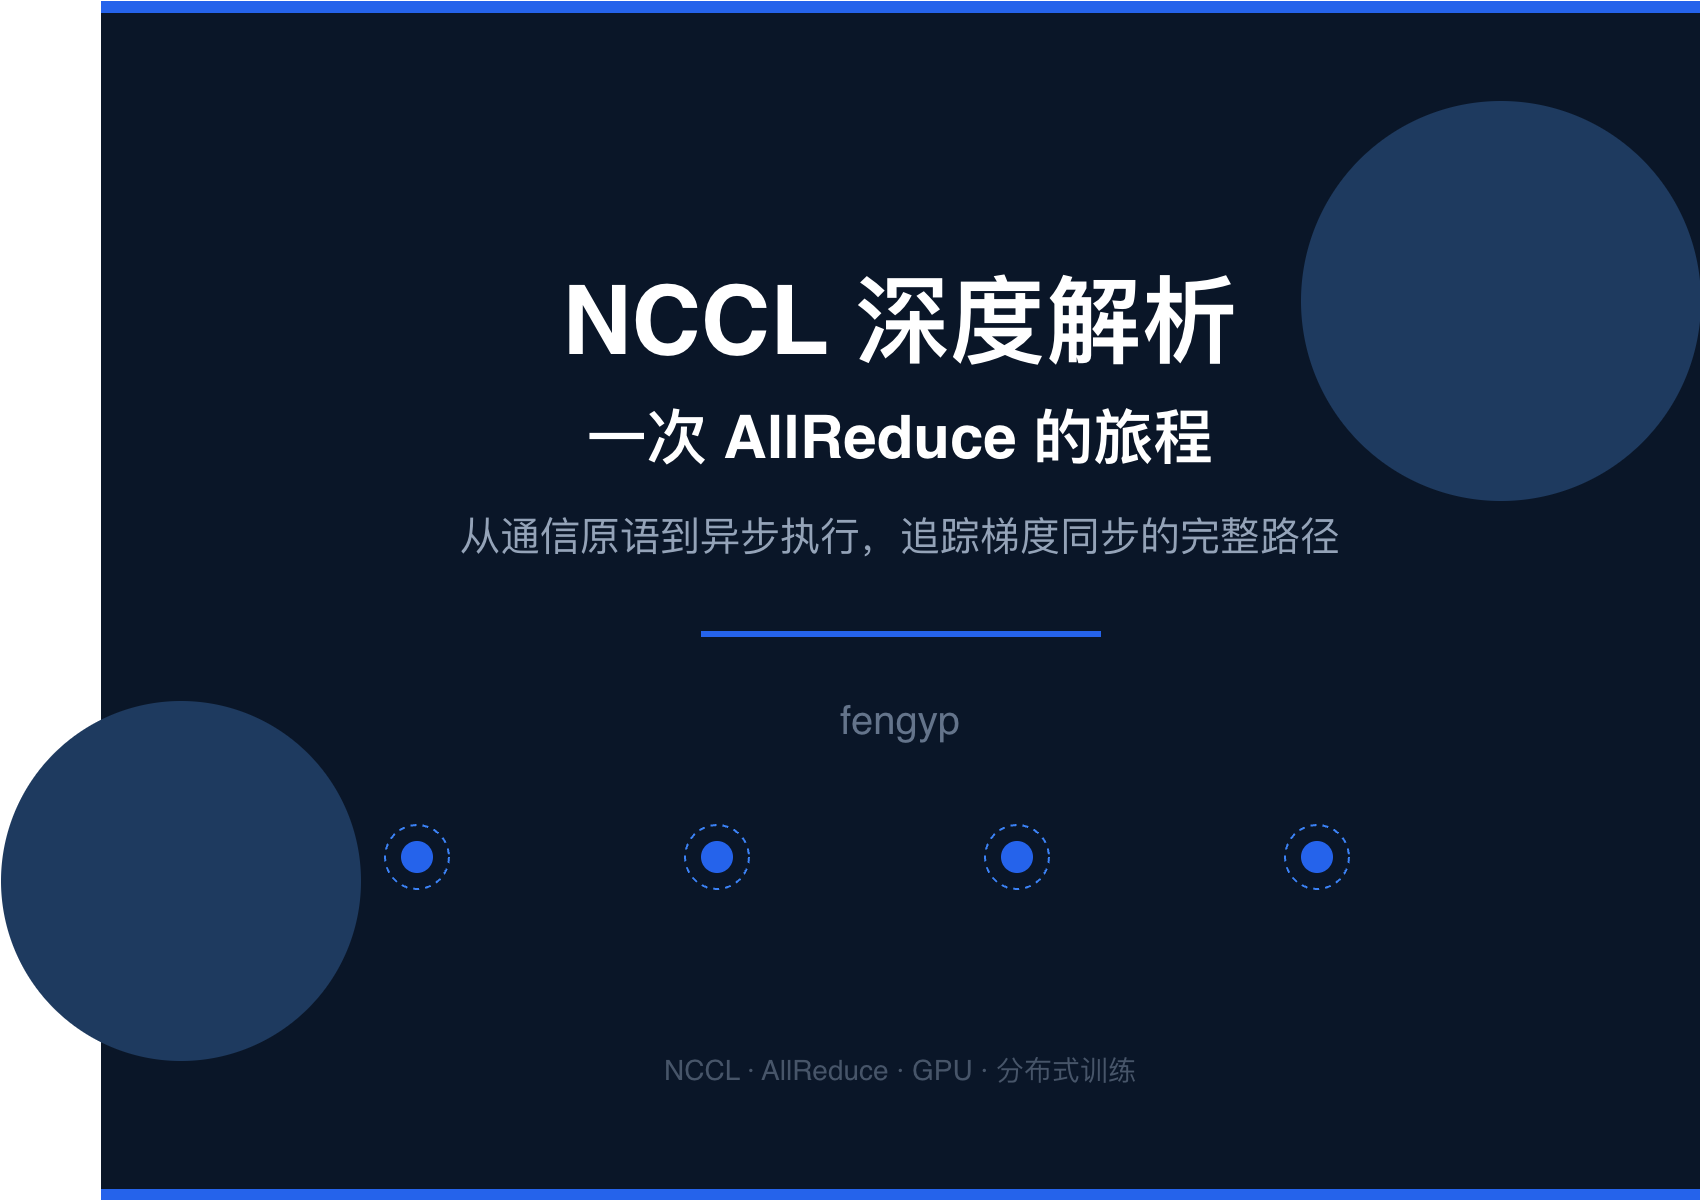 NCCL 深度解析
一次 AllReduce 的旅程
从通信原语到异步执行，追踪梯度同步的完整路径
fengyp
NCCL · AllReduce · GPU · 分布式训练